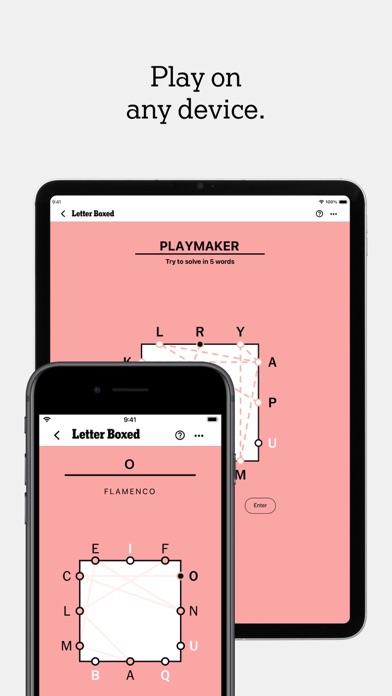 Play on
any device.
9:41
100%
Letter Boxed
PLAYMAKER
Try to solve in 5 words
L R Y
K A
P
U
M
Enter
9:41
Letter Boxed
O
FLAMENCO
E I F
C O
L N
M U
B A Q